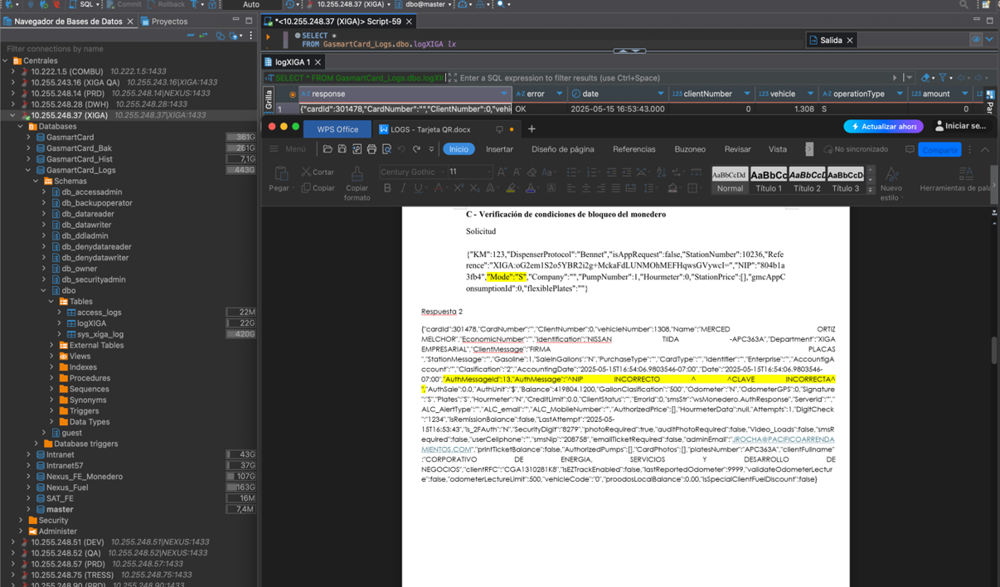 SQL
Commit
Rollback
T
Auto
10.255.248.37 (XIGA)
dbo@master
Navegador de Bases de Datos
Proyectos
Filter connections by name
Centrales
10.222.1.5 (COMBU) 10.222.1.5:1433
10.255.243.16 (XIGA QA) 10.255.243.16\XIGA:1433
10.255.248.14 (PRD) 10.255.248.14\NEXUS:1433
10.255.248.28 (DWH) 10.255.248.28:1433
10.255.248.37 (XIGA) 10.255.248.37\XIGA:1433
Databases
GasmartCard 361G
GasmartCard_Bak 261G
GasmartCard_Hist 7,1G
GasmartCard_Logs 443G
Schemas
db_accessadmin
db_backupoperator
db_datareader
db_datawriter
db_ddladmin
db_denydatareader
db_denydatawriter
db_owner
db_securityadmin
dbo
Tables
access_logs 22M
logXIGA 22G
sys_xiga_log 420G
External Tables
Views
Indexes
Procedures
Sequences
Synonyms
Triggers
Data Types
guest
Database triggers
Intranet 43G
Intranet57 37G
Nexus_FE_Monedero 107G
Nexus_Fuel 163G
SAT_FE 16M
master 7,4M
Security
Administer
10.255.248.51 (DEV) 10.255.248.51\NEXUS:1433
10.255.248.52 (QA) 10.255.248.52\NEXUS:1433
10.255.248.57 (PRD) 10.255.248.57:1433
10.255.248.75 (TRESS) 10.255.248.75:1433
10.255.248.90 (PRD) 10.255.248.90:1433
*<10.255.248.37 (XIGA)> Script-59
SELECT *
FROM GasmartCard_Logs.dbo.logXIGA lx
Salida
logXIGA 1
SELECT * FROM GasmartCard_Logs.dbo.logXI
Enter a SQL expression to filter results (use Ctrl+Space)
Grilla
A-Z response
A-Z error
date
123 clientNumber
123 vehicle
A-Z operationType
123 amount
12
Par
1 {"cardId":301478,"CardNumber":"","ClientNumber":0,"vehi OK 2025-05-15 16:53:43.000 0 1.308 S 0
WPS Office
LOGS - Tarjeta QR.docx
Actualizar ahora
Iniciar se...
Menú
Inicio
Insertar
Diseño de página
Referencias
Buzoneo
Revisar
Vista
No sincronizado
Compartir
Pegar
Cortar
Copiar
Copiar
formato
Century Gothic
11
B I U
AaBbCcDd
Normal
AaBbCc
Título 1
AaBbCcD
Título 2
AaBbCcD
Título 3
Nuevo
estilo
Herramientas de pala
C - Verificación de condiciones de bloqueo del monedero
Solicitud
{"KM":123,"DispenserProtocol":"Bennet","isAppRequest":false,"StationNumber":10236,"Refe
rence":"XIGA:oG2em1S2o5YBR2i2g+MckaFdLUNMOhMEFHqwsGVywcI=","NIP":"804b1a
3fb4","Mode":"S","Company":"","PumpNumber":1,"Hourmeter":0,"StationPrice":[],"gmcAppC
onsumptionId":0,"flexiblePlates":""}
Respuesta 2
{"cardId":301478,"CardNumber":"","ClientNumber":0,"vehicleNumber":1308,"Name":"MERCED ORTIZ
MELCHOR","EconomicNumber":"","Identification":"NISSAN TIIDA -APC363A","Department":"XIGA
EMPRESARIAL","ClientMessage":"FIRMA PLACAS
","StationMessage":"","Gasoline":1,"SaleInGallons":"N","PurchaseType":"","CardType":"","Identifier":"","Enterprise":"","AccountigA
ccount":"","Clasification":"2","AccountingDate":"2025-05-15T16:54:06.9803546-07:00","Date":"2025-05-15T16:54:06.9803546-
07:00","AuthMessageId":13,"AuthMessage":"^NIP INCORRECTO ^ ^CLAVE INCORRECTA^
","AuthSale":0.0,"AuthUnit":"$","Balance":419804.1200,"GallonClasification":"500","Odometer":"N","OdometerGPS":0,"Signature
":"S","Plates":"S","Hourmeter":"N","CreditLimit":0.0,"ClientStatus":"","ErrorId":0,"smsStr":"wsMonedero.AuthResponse","ServerId":"","
ALC_AlertType":"","ALC_email":"","ALC_MobileNumber":"","AuthorizedPrice":[],"HourmeterData":null,"Attempts":1,"DigitCheck
":"1234","IsRemissionBalance":false,"LastAttempt":"2025-05-
15T16:53:43","Is_2FAuth":"N","SecurityDigit":"8279","photoRequired":true,"auditPhotoRequired":false,"Video_Loads":false,"smsR
equired":false,"userCellphone":"","smsNip":"208758","emailTicketRequired":false,"adminEmail":"JROCHA@PACIFICOARRENDA
MIENTOS.COM","printTicketBalance":false,"AuthorizedPumps":[],"CardPhotos":[],"platesNumber":"APC363A","clientFullname"
:"CORPORATIVO DE ENERGIA, SERVICIOS Y DESARROLLO DE
NEGOCIOS","clientRFC":"CGA1310281K8","isEZTrackEnabled":false,"lastReportedOdometer":9999,"validateOdometerLectur
e":false,"odometerLectureLimit":500,"vehicleCode":"0","proodosLocalBalance":0.00,"isSpecialClientFuelDiscount":false}